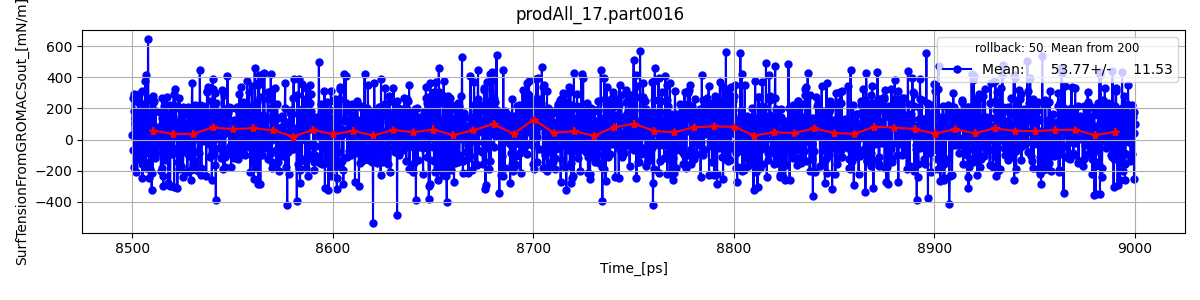 prodAll_17.part0016
SurfTensionFromGROMACSout_[mN/m]
600
400
200
0
−200
−400
rollback: 50. Mean from 200
Mean: 53.77+/- 11.53
8500
8600
8700
8800
8900
9000
Time_[ps]